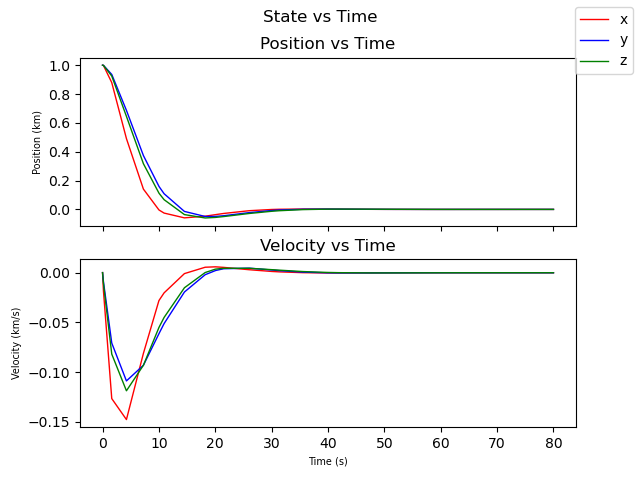 State vs Time
Position vs Time
x
y
z
1.0
0.8
0.6
0.4
0.2
0.0
Position (km)
Velocity vs Time
0.00
−0.05
−0.10
−0.15
Velocity (km/s)
0 10 20 30 40 50 60 70 80
Time (s)